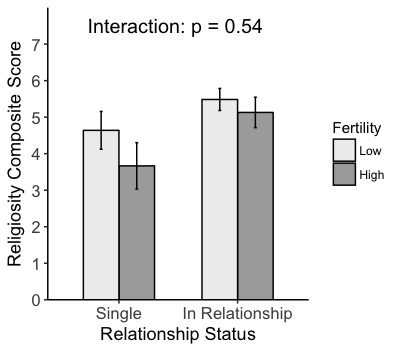 Interaction: p = 0.54
Religiosity Composite Score
7
6
5
4
3
2
1
0
Single In Relationship
Relationship Status
Fertility
Low
High